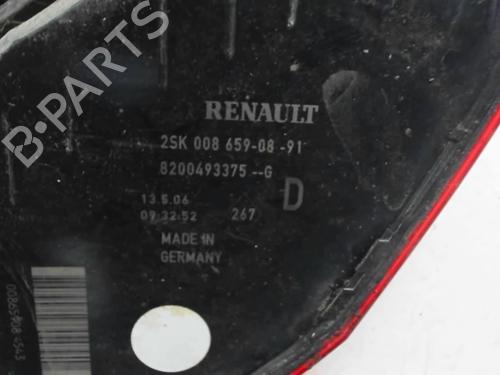 RENAULT
2SK 008 659-08 -91
8200493375 --G
D
13.5.06
09:32:52 267
MADE IN
GERMANY
B-PARTS